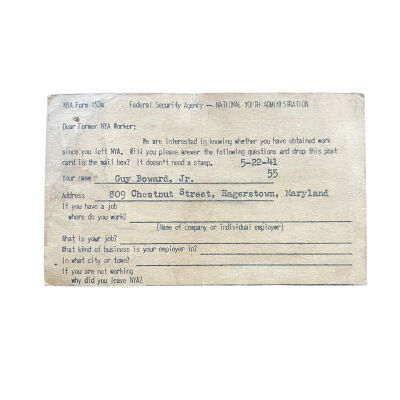 NYA Form 153a Federal Security Agency -- NATIONAL YOUTH ADMINISTRATION
Dear Former NYA Worker:
We are interested in knowing whether you have obtained work
since you left NYA. Will you please answer the following questions and drop this post
card in the mail box? It doesn't need a stamp. 5-22-41
55
Your name Guy Boward, Jr.
Address 809 Chestnut Street, Hagerstown, Maryland
If you have a job
where do you work?
(Name of company or individual employer)
What is your job?
What kind of business is your employer in?
In what city or town?
If you are not working
why did you leave NYA?